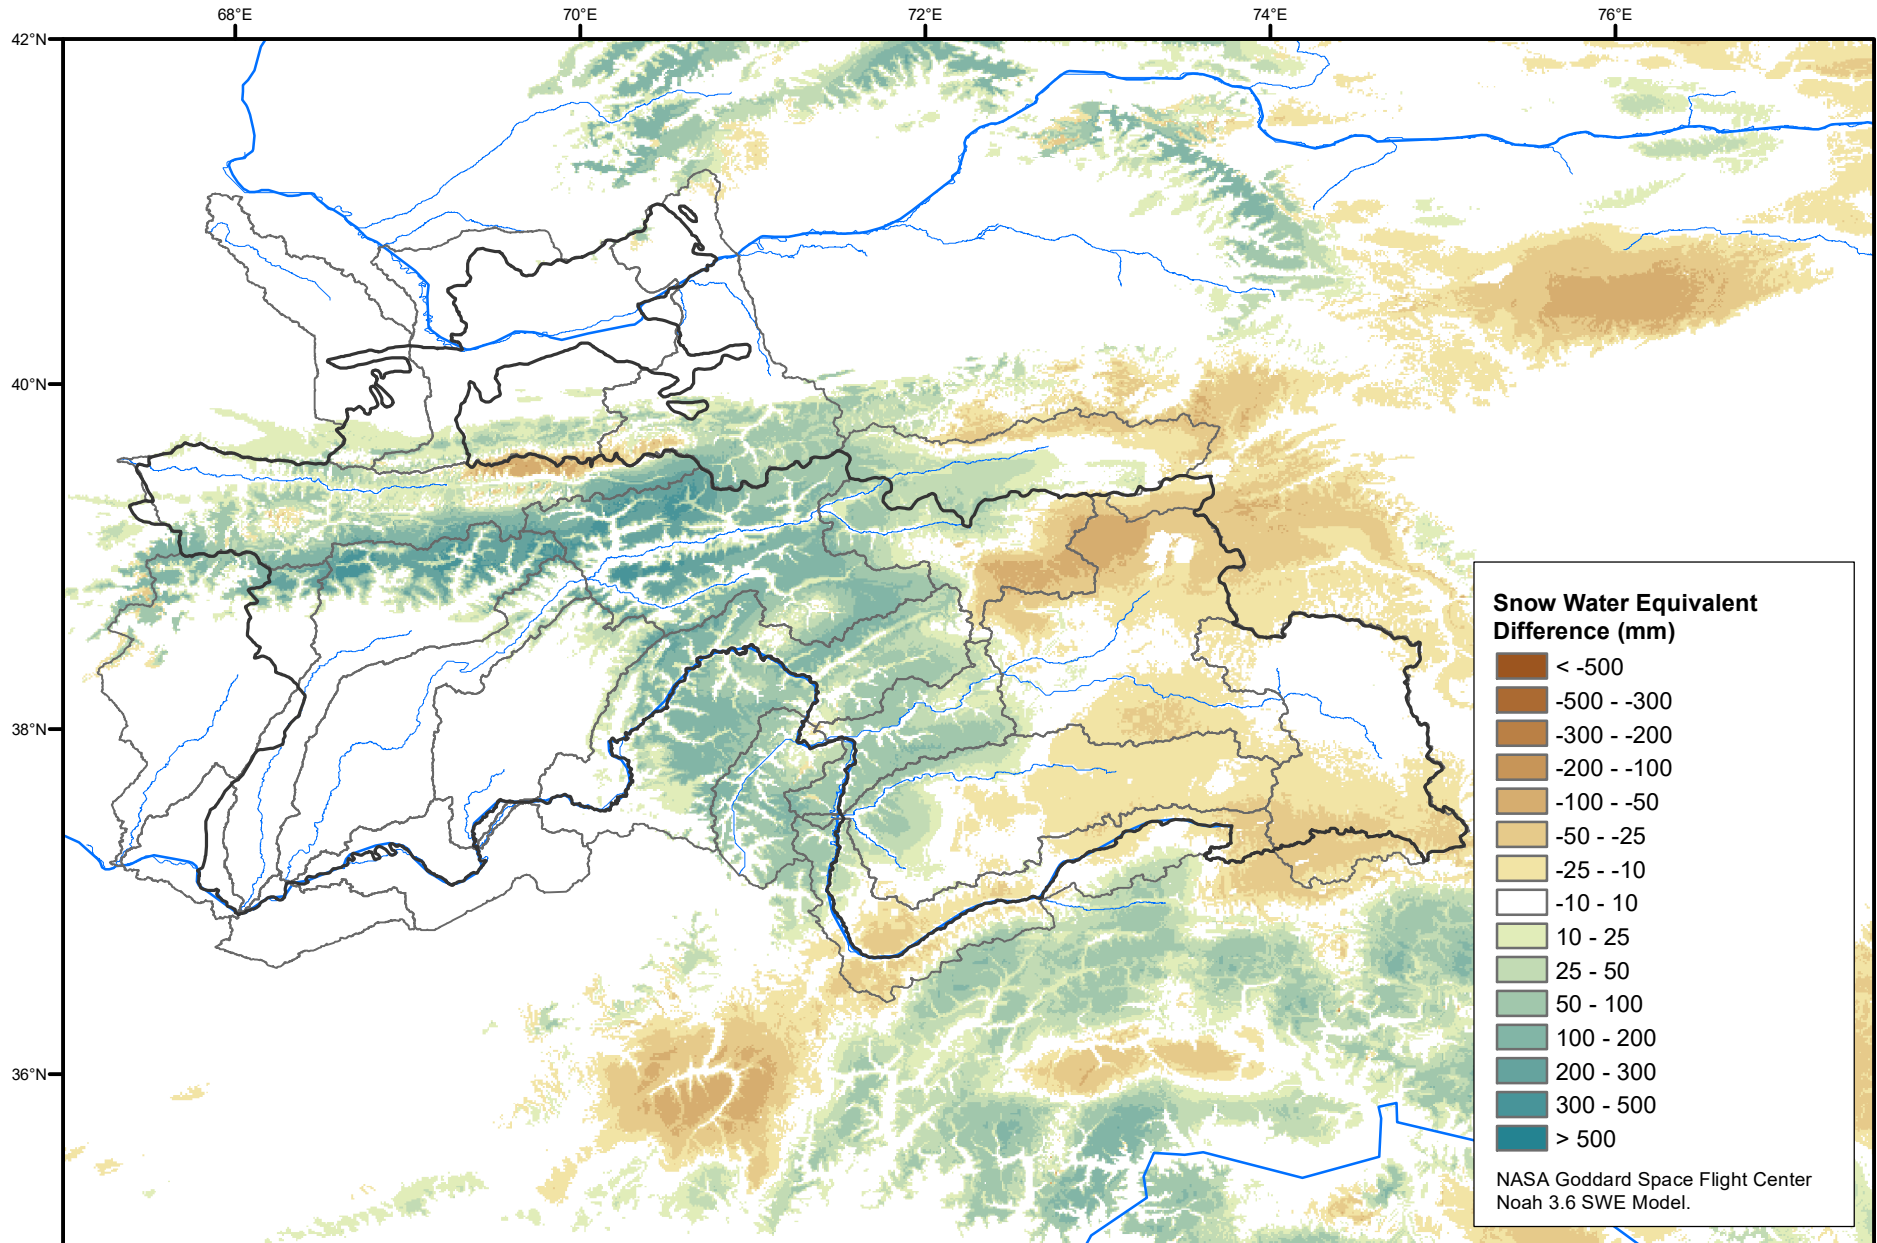 68°E 70°E 72°E 74°E 76°E
42°N
40°N
38°N
36°N
Snow Water Equivalent
Difference (mm)
< -500
-500 - -300
-300 - -200
-200 - -100
-100 - -50
-50 - -25
-25 - -10
-10 - 10
10 - 25
25 - 50
50 - 100
100 - 200
200 - 300
300 - 500
> 500
NASA Goddard Space Flight Center
Noah 3.6 SWE Model.